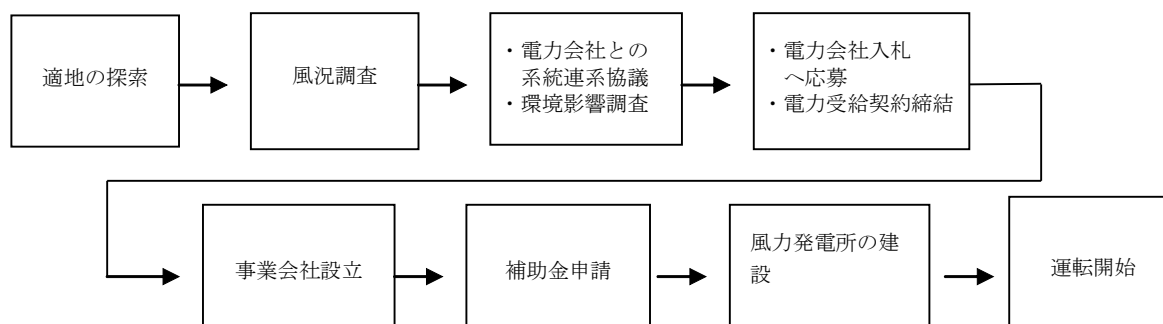 適地の探索
風況調査
・電力会社との
系統連系協議
・環境影響調査
・電力会社入札
へ応募
・電力受給契約締結
事業会社設立
補助金申請
風力発電所の建
設
運転開始